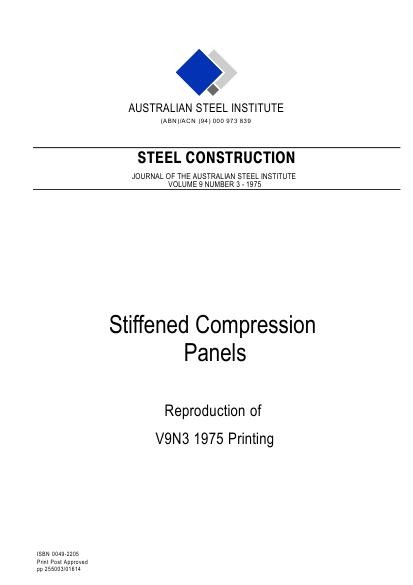 AUSTRALIAN STEEL INSTITUTE
(ABN)/ACN (94) 000 973 839
STEEL CONSTRUCTION
JOURNAL OF THE AUSTRALIAN STEEL INSTITUTE
VOLUME 9 NUMBER 3 - 1975
Stiffened Compression
Panels
Reproduction of
V9N3 1975 Printing
ISBN 0049-2205
Print Post Approved
pp 255003/01614